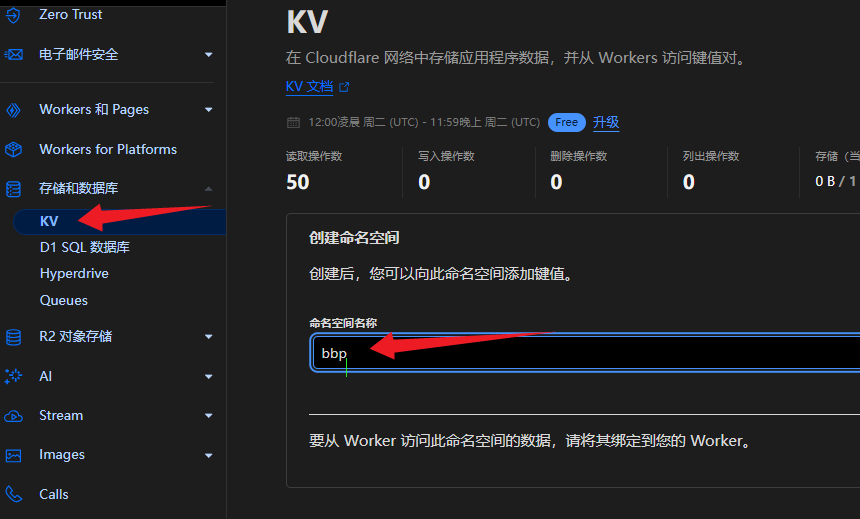 Zero Trust
电子邮件安全
Workers 和 Pages
Workers for Platforms
存储和数据库
KV
D1 SQL 数据库
Hyperdrive
Queues
R2 对象存储
AI
Stream
Images
Calls
KV
在 Cloudflare 网络中存储应用程序数据，并从 Workers 访问键值对。
KV 文档
12:00凌晨 周二 (UTC) - 11:59晚上 周二 (UTC) Free 升级
读取操作数 写入操作数 删除操作数 列出操作数 存储（当
50 0 0 0 0 B / 1
创建命名空间
创建后，您可以向此命名空间添加键值。
命名空间名称
bbp
要从 Worker 访问此命名空间的数据，请将其绑定到您的 Worker。